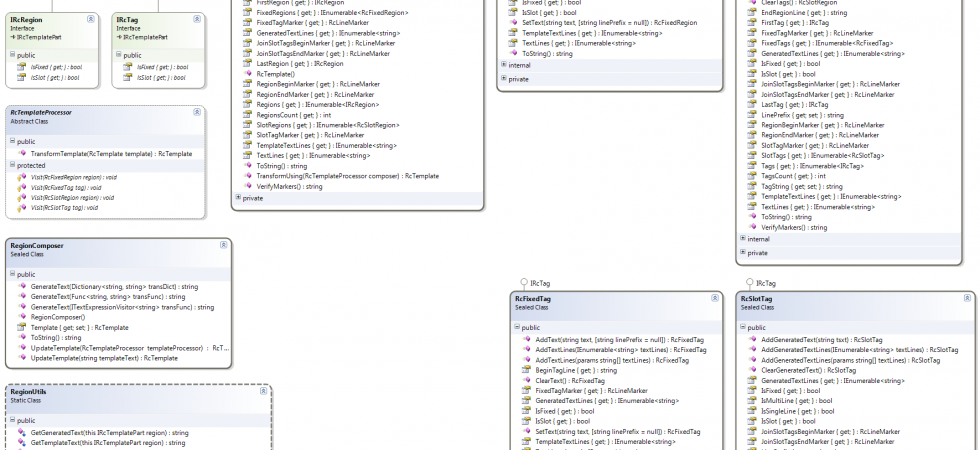 IRcRegion
Interface
IRcTemplatePart
public
IsFixed { get; } : bool
IsSlot { get; } : bool
IRcTag
Interface
IRcTemplatePart
public
IsFixed { get; } : bool
IsSlot { get; } : bool
RcTemplateProcessor
Abstract Class
public
TransformTemplate(RcTemplate template) : RcTemplate
protected
Visit(RcFixedRegion region) : void
Visit(RcFixedTag tag) : void
Visit(RcSlotRegion region) : void
Visit(RcSlotTag tag) : void
RegionComposer
Sealed Class
public
GenerateText(Dictionary<string, string> transDict) : string
GenerateText(Func<string, string> transFunc) : string
GenerateText(ITextExpressionVisitor<string> transFunc) : string
RegionComposer()
Template { get; set; } : RcTemplate
ToString() : string
UpdateTemplate(RcTemplateProcessor templateProcessor) : RcT...
UpdateTemplate(string templateText) : RcTemplate
RegionUtils
Static Class
public
GetGeneratedText(this IRcTemplatePart region) : string
GetTemplateText(this IRcTemplatePart region) : string
FirstRegion { get; } : IRcRegion
FixedRegions { get; } : IEnumerable<RcFixedRegion>
FixedTagMarker { get; } : RcLineMarker
GeneratedTextLines { get; } : IEnumerable<string>
JoinSlotTagsBeginMarker { get; } : RcLineMarker
JoinSlotTagsEndMarker { get; } : RcLineMarker
LastRegion { get; } : IRcRegion
RcTemplate()
RegionBeginMarker { get; } : RcLineMarker
RegionEndMarker { get; } : RcLineMarker
Regions { get; } : IEnumerable<IRcRegion>
RegionsCount { get; } : int
SlotRegions { get; } : IEnumerable<RcSlotRegion>
SlotTagMarker { get; } : RcLineMarker
TemplateTextLines { get; } : IEnumerable<string>
TextLines { get; } : IEnumerable<string>
ToString() : string
TransformUsing(RcTemplateProcessor composer) : RcTemplate
VerifyMarkers() : string
private
IsFixed { get; } : bool
IsSlot { get; } : bool
SetText(string text, [string linePrefix = null]) : RcFixedRegion
TemplateTextLines { get; } : IEnumerable<string>
TextLines { get; } : IEnumerable<string>
ToString() : string
internal
private
IRcTag
RcFixedTag
Sealed Class
public
AddText(string text, [string linePrefix = null]) : RcFixedTag
AddTextLines(IEnumerable<string> textLines) : RcFixedTag
AddTextLines(params string[] textLines) : RcFixedTag
BeginTagLine { get; } : string
ClearText() : RcFixedTag
FixedTagMarker { get; } : RcLineMarker
GeneratedTextLines { get; } : IEnumerable<string>
IsFixed { get; } : bool
IsSlot { get; } : bool
SetText(string text, [string linePrefix = null]) : RcFixedTag
TemplateTextLines { get; } : IEnumerable<string>
ClearTags() : RcSlotRegion
EndRegionLine { get; } : string
FirstTag { get; } : IRcTag
FixedTagMarker { get; } : RcLineMarker
FixedTags { get; } : IEnumerable<RcFixedTag>
GeneratedTextLines { get; } : IEnumerable<string>
IsFixed { get; } : bool
IsSlot { get; } : bool
JoinSlotTagsBeginMarker { get; } : RcLineMarker
JoinSlotTagsEndMarker { get; } : RcLineMarker
LastTag { get; } : IRcTag
LinePrefix { get; set; } : string
RegionBeginMarker { get; } : RcLineMarker
RegionEndMarker { get; } : RcLineMarker
SlotTagMarker { get; } : RcLineMarker
SlotTags { get; } : IEnumerable<RcSlotTag>
Tags { get; } : IEnumerable<IRcTag>
TagsCount { get; } : int
TagString { get; set; } : string
TemplateTextLines { get; } : IEnumerable<string>
TextLines { get; } : IEnumerable<string>
ToString() : string
VerifyMarkers() : string
internal
private
IRcTag
RcSlotTag
Sealed Class
public
AddGenerated(string text) : RcSlotTag
AddGeneratedTextLines(IEnumerable<string> textLines) : RcSlotTag
AddGeneratedTextLines(params string[] textLines) : RcSlotTag
ClearGeneratedText() : RcSlotTag
GeneratedTextLines { get; } : IEnumerable<string>
IsFixed { get; } : bool
IsMultiLine { get; } : bool
IsSingleLine { get; } : bool
IsSlot { get; } : bool
JoinSlotTagsBeginMarker { get; } : RcLineMarker
JoinSlotTagsEndMarker { get; } : RcLineMarker